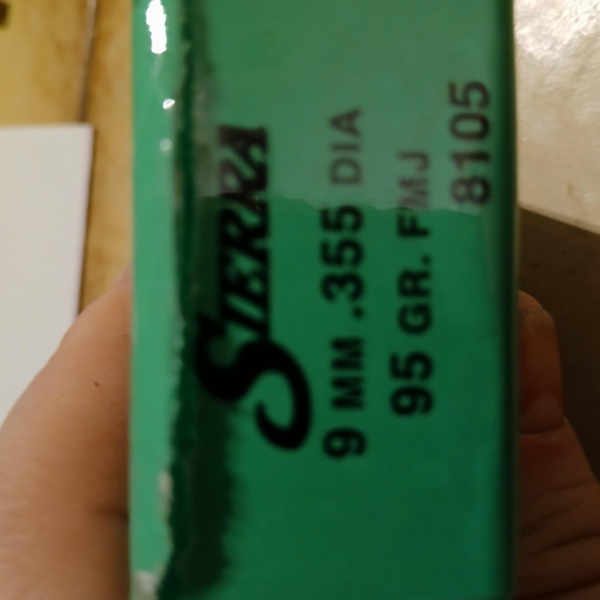 SIERRA
9 MM .355 DIA
95 GR. FMJ
8105